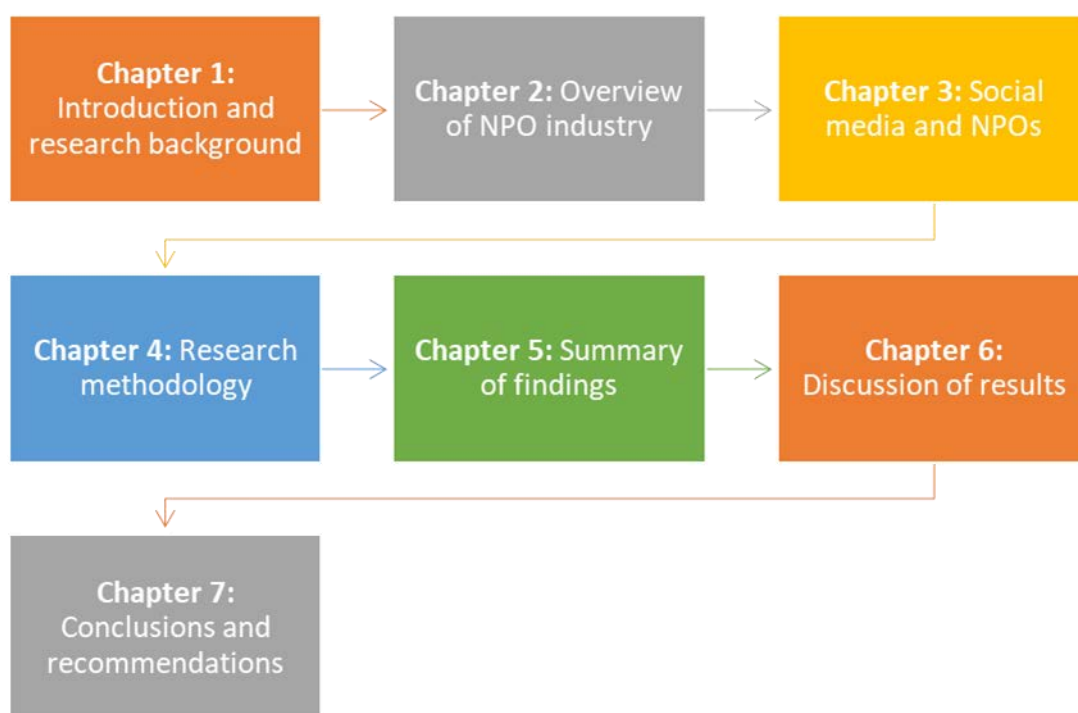 Chapter 1:
Introduction and
research background
Chapter 2: Overview
of NPO industry
Chapter 3: Social
media and NPOs
Chapter 4: Research
methodology
Chapter 5: Summary
of findings
Chapter 6:
Discussion of results
Chapter 7:
Conclusions and
recommendations